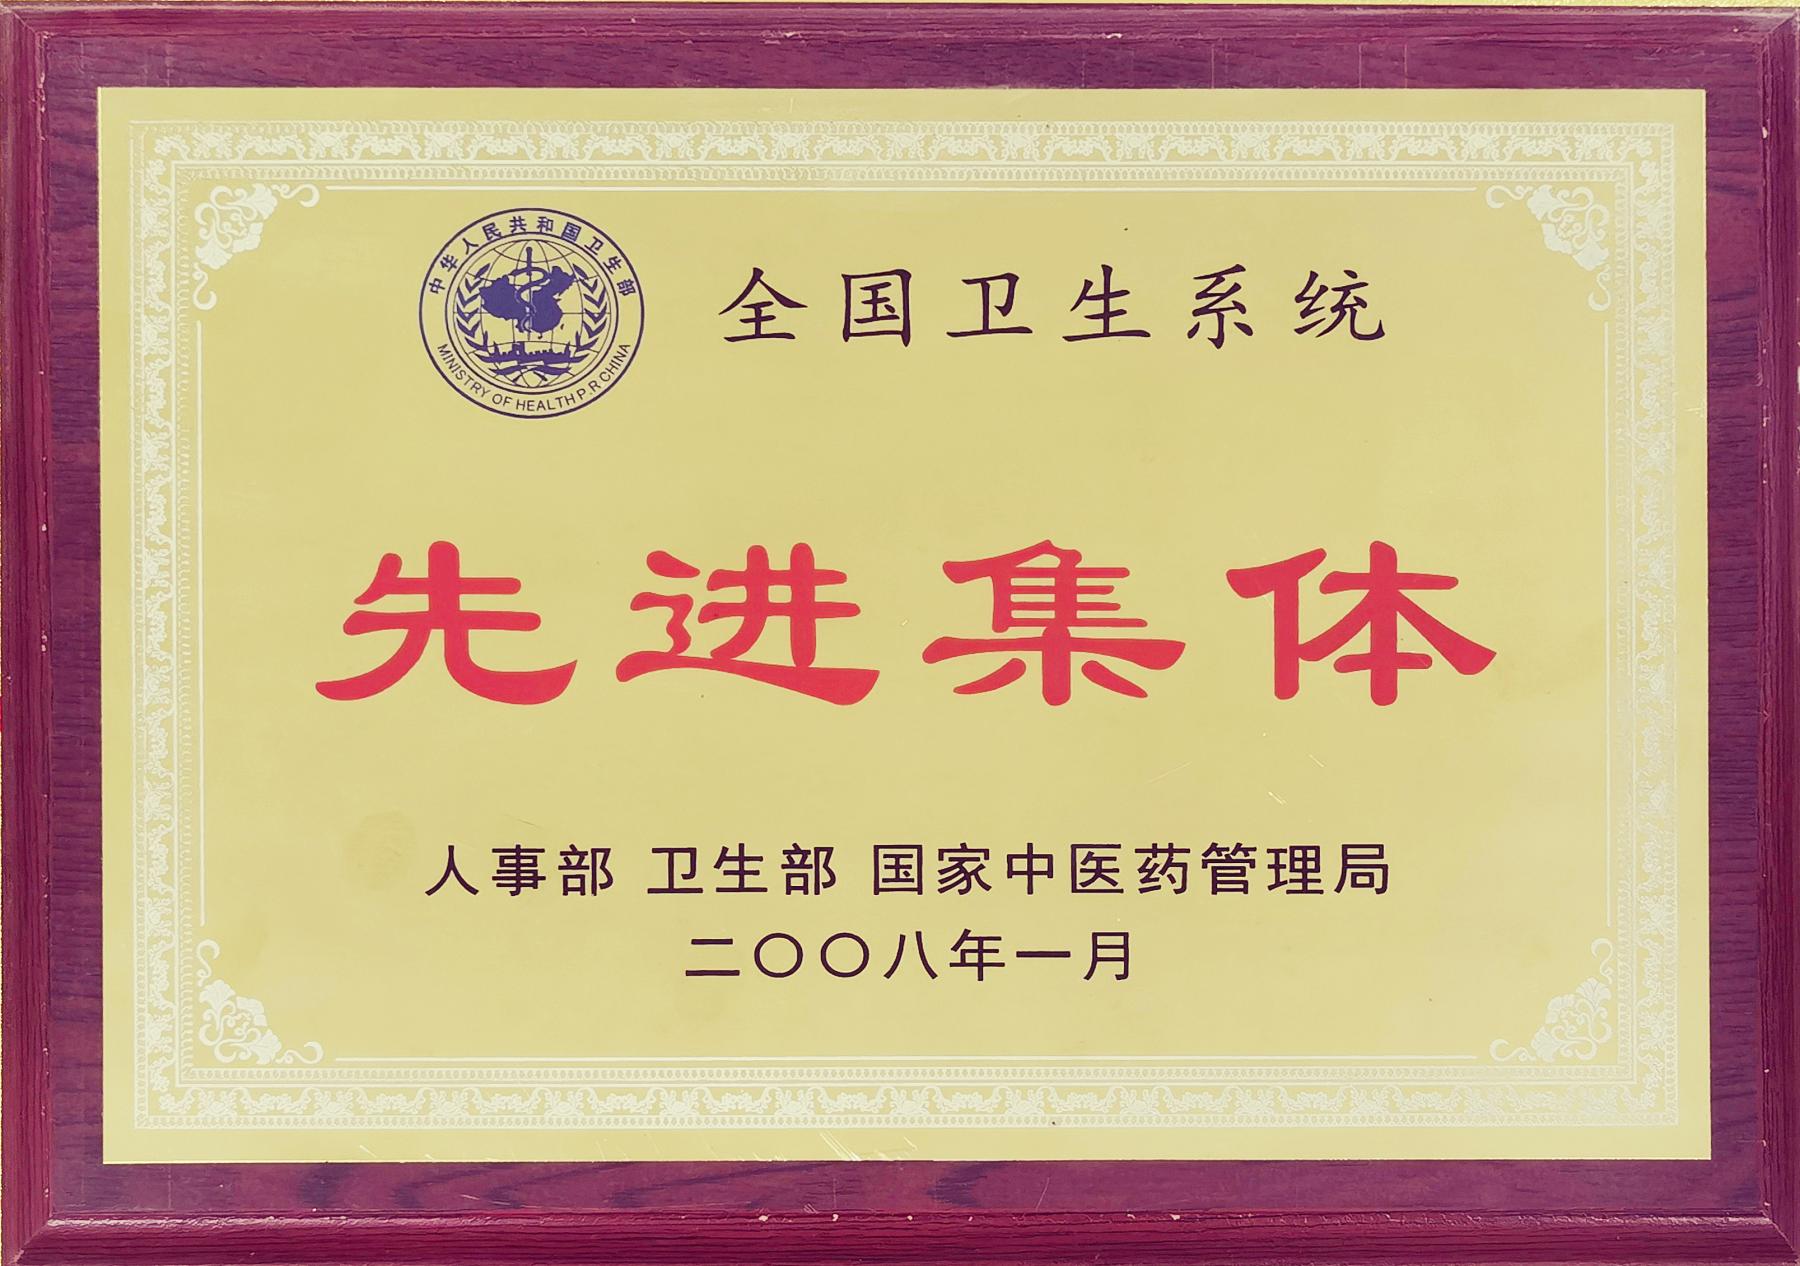 中华人民共和国卫生部
MINISTRY OF HEALTH P.R.CHINA
全国卫生系统
先进集体
人事部 卫生部 国家中医药管理局
二〇〇八年一月